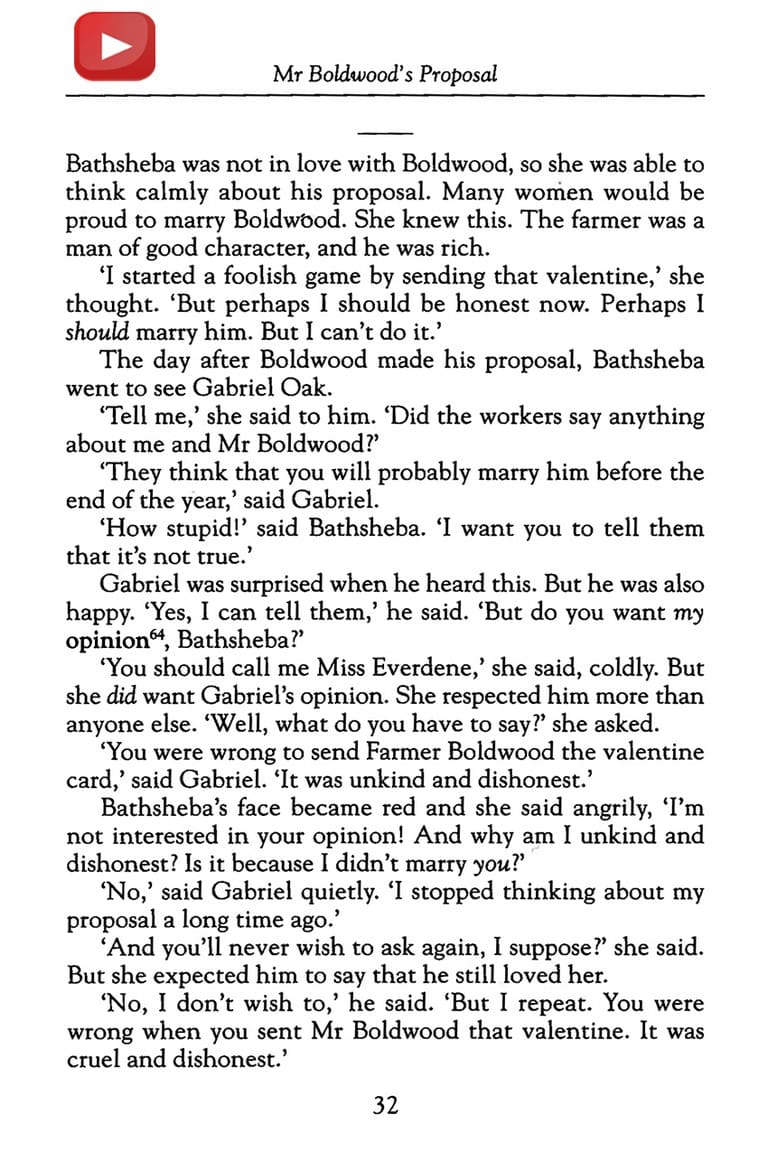 Mr Boldwood's Proposal
Bathsheba was not in love with Boldwood, so she was able to
think calmly about his proposal. Many women would be
proud to marry Boldwood. She knew this. The farmer was a
man of good character, and he was rich.
‘I started a foolish game by sending that valentine,’ she
thought. ‘But perhaps I should be honest now. Perhaps I
should marry him. But I can’t do it.’
The day after Boldwood made his proposal, Bathsheba
went to see Gabriel Oak.
‘Tell me,’ she said to him. ‘Did the workers say anything
about me and Mr Boldwood?’
‘They think that you will probably marry him before the
end of the year,’ said Gabriel.
‘How stupid!’ said Bathsheba. ‘I want you to tell them
that it’s not true.’
Gabriel was surprised when he heard this. But he was also
happy. ‘Yes, I can tell them,’ he said. ‘But do you want my
opinion⁶⁴, Bathsheba?’
‘You should call me Miss Everdene,’ she said, coldly. But
she did want Gabriel’s opinion. She respected him more than
anyone else. ‘Well, what do you have to say?’ she asked.
‘You were wrong to send Farmer Boldwood the valentine
card,’ said Gabriel. ‘It was unkind and dishonest.’
Bathsheba’s face became red and she said angrily, ‘I’m
not interested in your opinion! And why am I unkind and
dishonest? Is it because I didn’t marry you?’
‘No,’ said Gabriel quietly. ‘I stopped thinking about my
proposal a long time ago.’
‘And you’ll never wish to ask again, I suppose?’ she said.
But she expected him to say that he still loved her.
‘No, I don’t wish to,’ he said. ‘But I repeat. You were
wrong when you sent Mr Boldwood that valentine. It was
cruel and dishonest.’
32